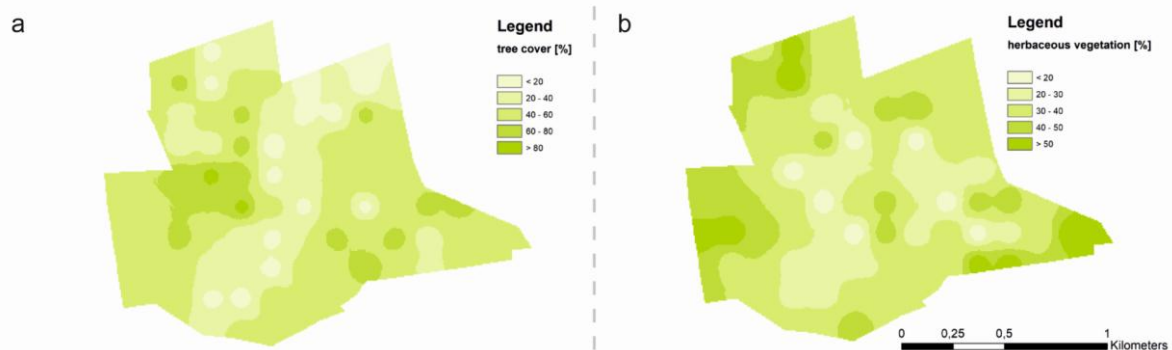 a
Legend
tree cover [%]
< 20
20 - 40
40 - 60
60 - 80
> 80
b
Legend
herbaceous vegetation [%]
< 20
20 - 30
30 - 40
40 - 50
> 50
0 0,25 0,5 1
Kilometers